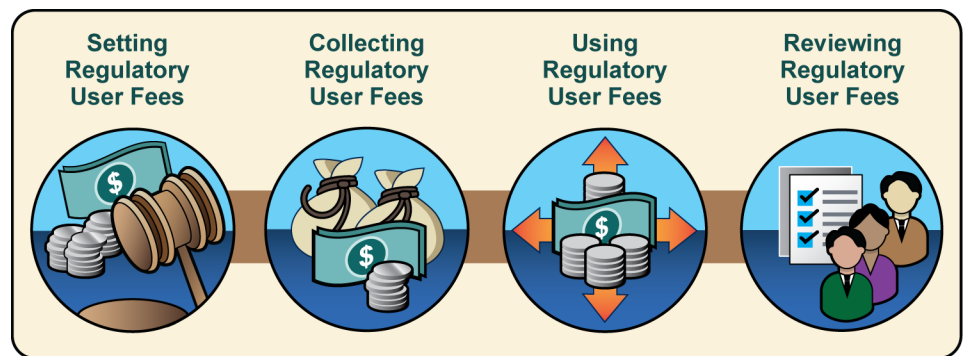 Setting
Regulatory
User Fees
Collecting
Regulatory
User Fees
Using
Regulatory
User Fees
Reviewing
Regulatory
User Fees
$
$
$